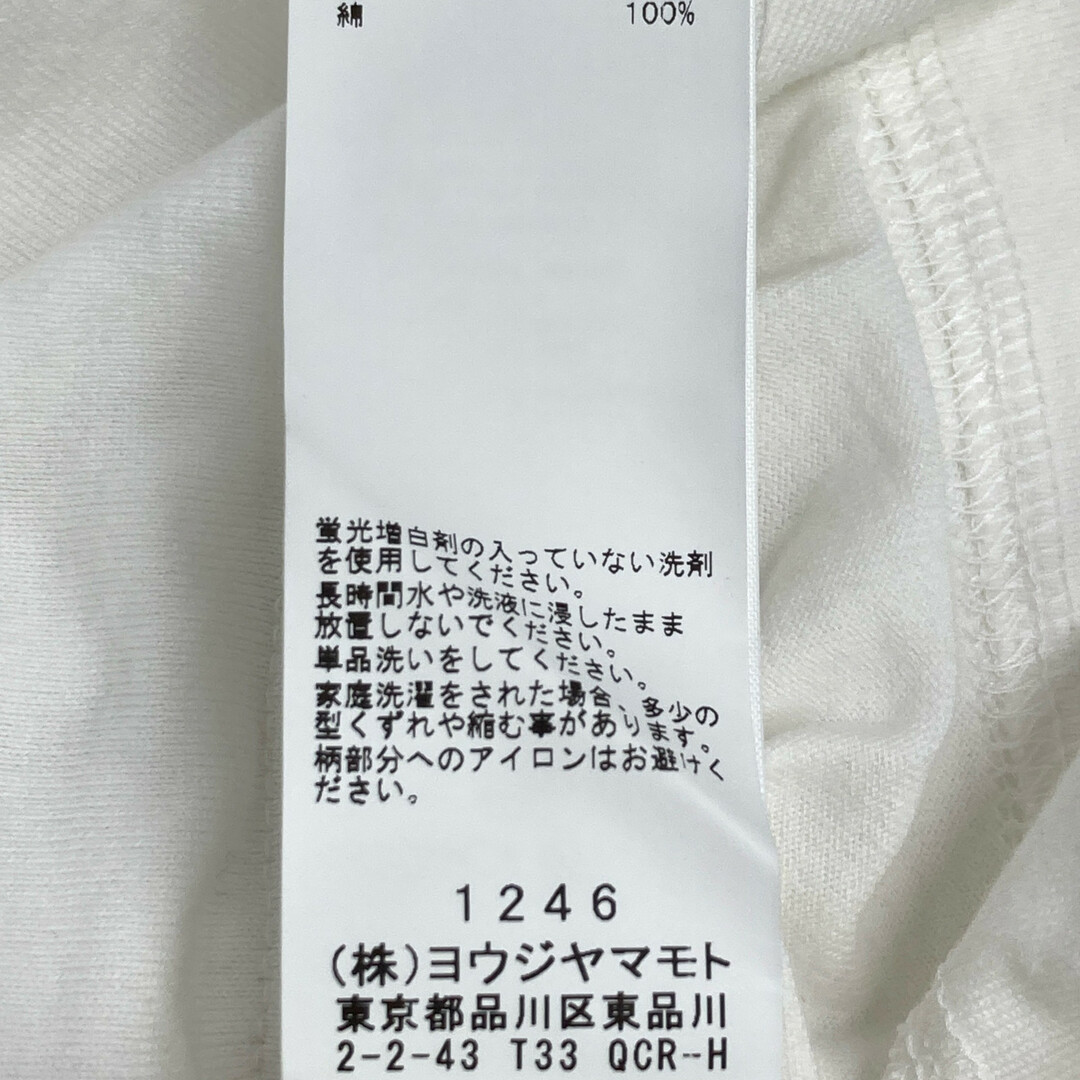 綿 100%
蛍光増白剤の入っていない洗剤
を使用してください。
長時間水や洗液に浸したまま
放置しないでください。
単品洗いをしてください。
家庭洗濯をされた場合、多少の
型くずれや縮む事があります。
柄部分へのアイロンはお避けく
ださい。
1246
(株)ヨウジヤマモト
東京都品川区東品川
2-2-43 T33 QCR-H